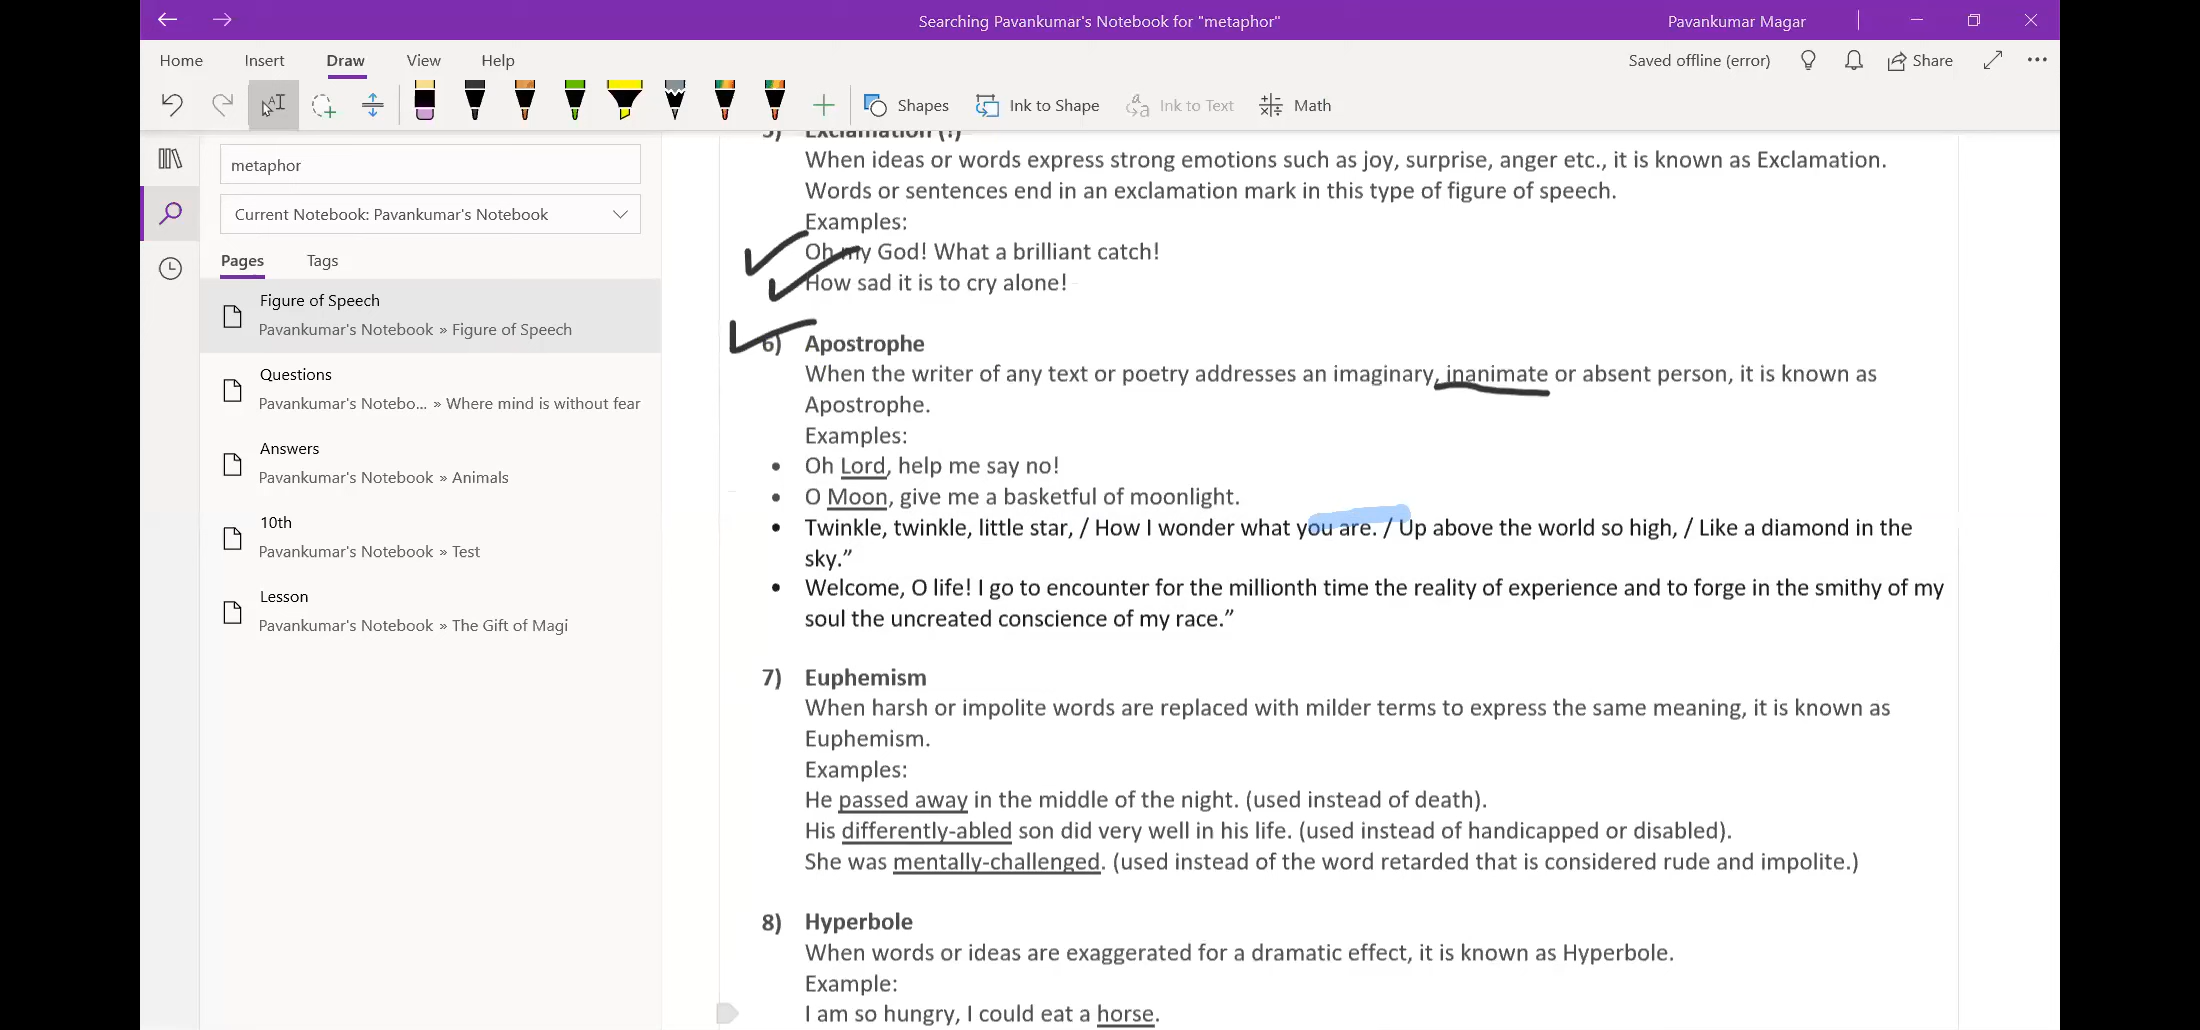 Searching Pavankumar's Notebook for "metaphor"
Pavankumar Magar
Home
Insert
Draw
View
Help
Saved offline (error)
Share
Shapes
Ink to Shape
Ink to Text
Math
metaphor
Current Notebook: Pavankumar's Notebook
Pages
Tags
Figure of Speech
Pavankumar's Notebook » Figure of Speech
Questions
Pavankumar's Notebo... » Where mind is without fear
Answers
Pavankumar's Notebook » Animals
10th
Pavankumar's Notebook » Test
Lesson
Pavankumar's Notebook » The Gift of Magi
5) Exclamation (!)
When ideas or words express strong emotions such as joy, surprise, anger etc., it is known as Exclamation.
Words or sentences end in an exclamation mark in this type of figure of speech.
Examples:
Oh my God! What a brilliant catch!
How sad it is to cry alone!
6) Apostrophe
When the writer of any text or poetry addresses an imaginary, inanimate or absent person, it is known as
Apostrophe.
Examples:
• Oh Lord, help me say no!
• O Moon, give me a basketful of moonlight.
• Twinkle, twinkle, little star, / How I wonder what you are. / Up above the world so high, / Like a diamond in the
sky.”
• Welcome, O life! I go to encounter for the millionth time the reality of experience and to forge in the smithy of my
soul the uncreated conscience of my race.”
7) Euphemism
When harsh or impolite words are replaced with milder terms to express the same meaning, it is known as
Euphemism.
Examples:
He passed away in the middle of the night. (used instead of death).
His differently-abled son did very well in his life. (used instead of handicapped or disabled).
She was mentally-challenged. (used instead of the word retarded that is considered rude and impolite.)
8) Hyperbole
When words or ideas are exaggerated for a dramatic effect, it is known as Hyperbole.
Example:
I am so hungry, I could eat a horse.